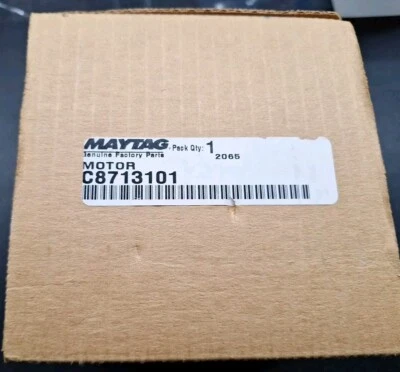 MAYTAG Pack Qty: 1
Genuine Factory Parts 2065
MOTOR
C8713101